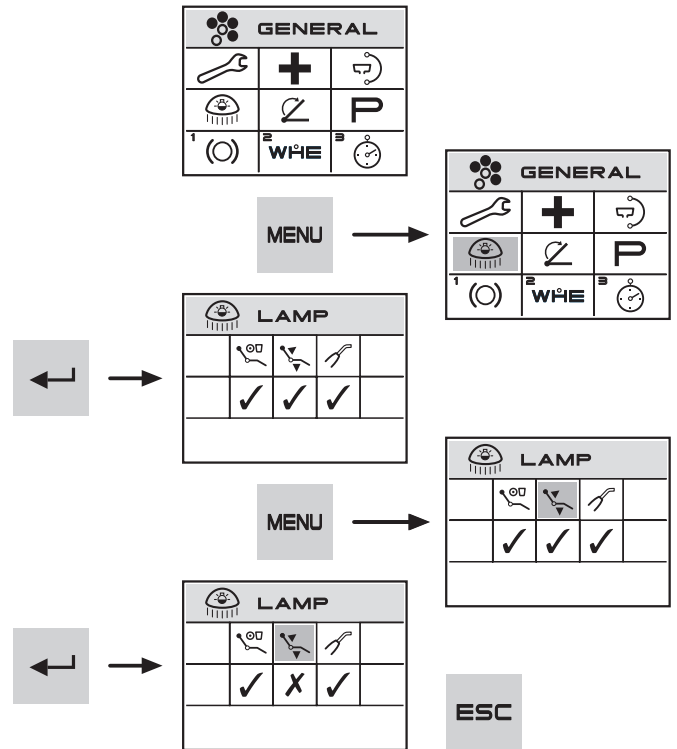 GENERAL
P
1 2 WHE 3
MENU
GENERAL
P
1 2 WHE 3
LAMP
MENU
LAMP
LAMP
ESC